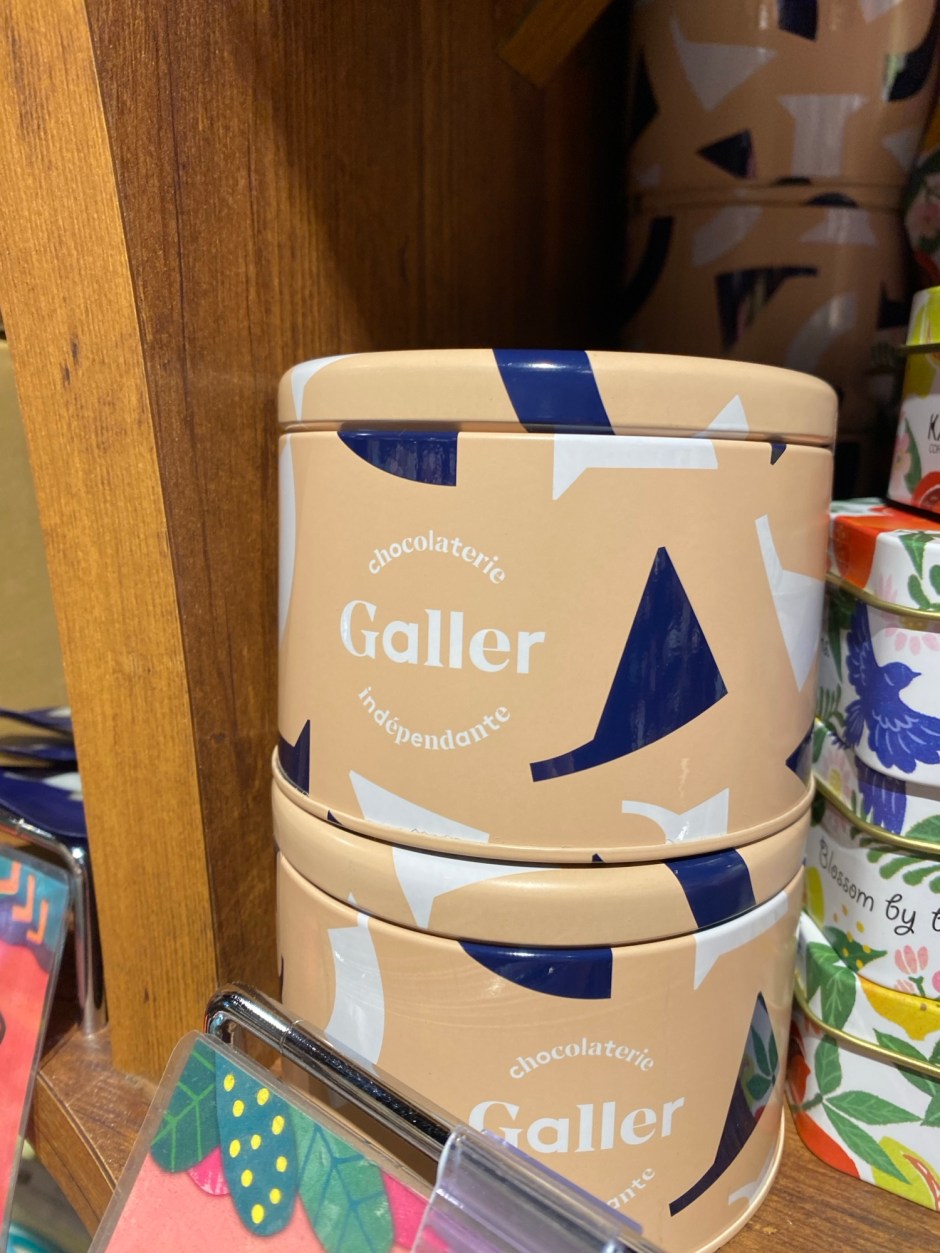 chocolaterie
Galler
indépendante
chocolaterie
Galler
Blossom by